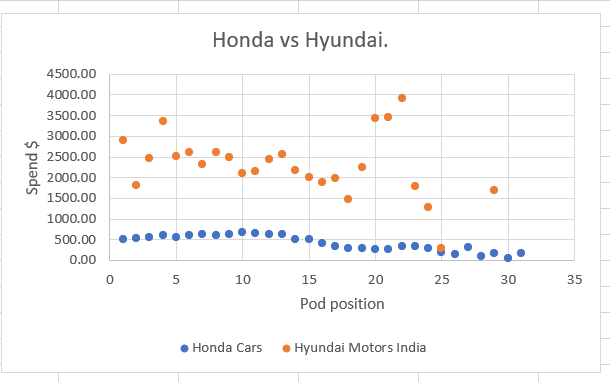 Honda vs Hyundai.
4500.00
4000.00
3500.00
3000.00
2500.00
2000.00
1500.00
1000.00
500.00
0.00
Spend $
0 5 10 15 20 25 30 35
Pod position
Honda Cars Hyundai Motors India